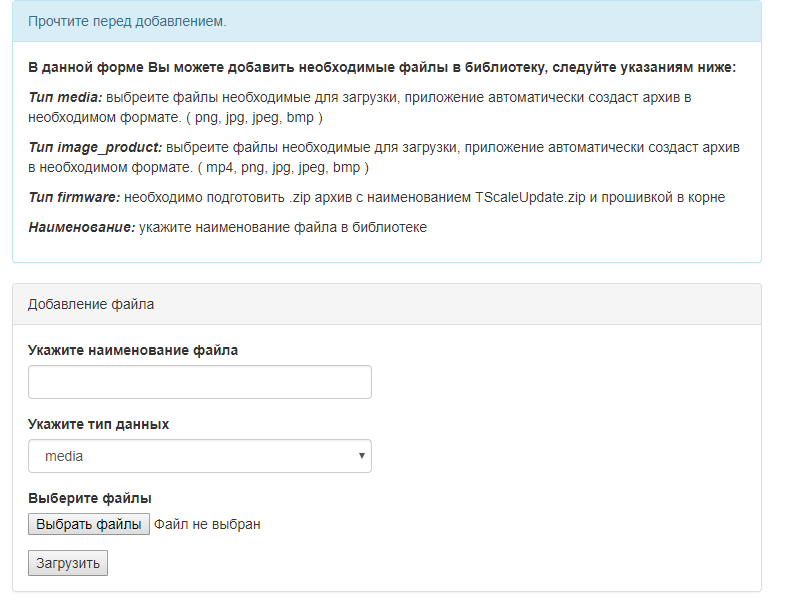 Прочтите перед добавлением.
В данной форме Вы можете добавить необходимые файлы в библиотеку, следуйте указаниям ниже:
Тип media: выбреите файлы необходимые для загрузки, приложение автоматически создаст архив в
необходимом формате. ( png, jpg, jpeg, bmp )
Тип image_product: выбреите файлы необходимые для загрузки, приложение автоматически создаст архив
в необходимом формате. ( mp4, png, jpg, jpeg, bmp )
Тип firmware: необходимо подготовить .zip архив с наименованием TScaleUpdate.zip и прошивкой в корне
Наименование: укажите наименование файла в библиотеке
Добавление файла
Укажите наименование файла
Укажите тип данных
media
Выберите файлы
Выбрать файлы Файл не выбран
Загрузить